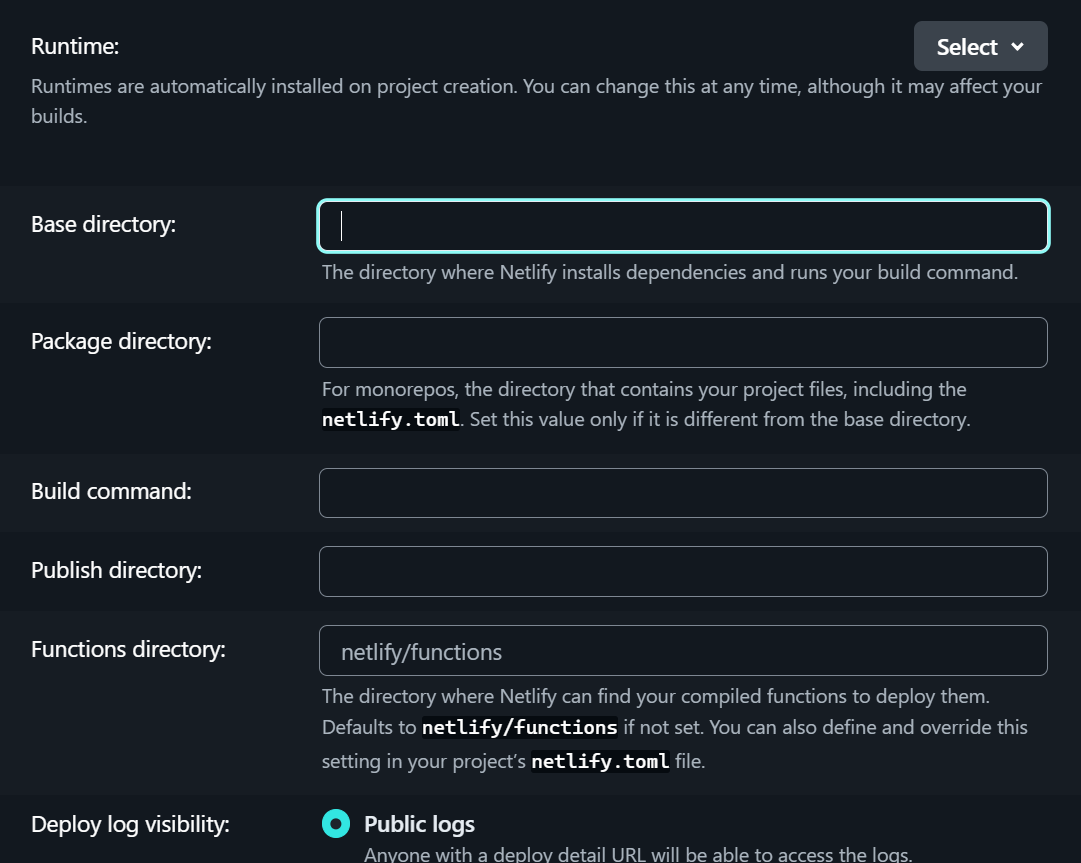 Runtime:
Select
Runtimes are automatically installed on project creation. You can change this at any time, although it may affect your
builds.
Base directory:
The directory where Netlify installs dependencies and runs your build command.
Package directory:
For monorepos, the directory that contains your project files, including the
netlify.toml. Set this value only if it is different from the base directory.
Build command:
Publish directory:
Functions directory:
netlify/functions
The directory where Netlify can find your compiled functions to deploy them.
Defaults to netlify/functions if not set. You can also define and override this
setting in your project’s netlify.toml file.
Deploy log visibility:
Public logs
Anyone with a deploy detail URL will be able to access the logs.